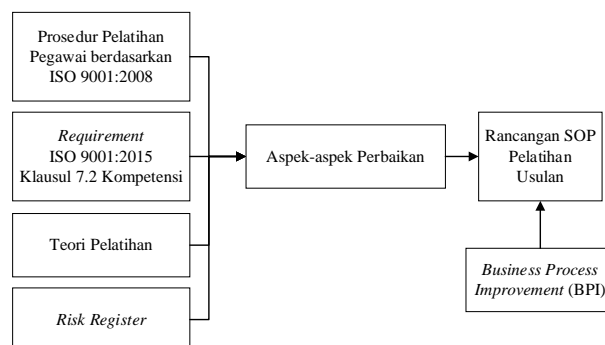 Prosedur Pelatihan
Pegawai berdasarkan
ISO 9001:2008
Requirement
ISO 9001:2015
Klausul 7.2 Kompetensi
Teori Pelatihan
Risk Register
Aspek-aspek Perbaikan
Rancangan SOP
Pelatihan
Usulan
Business Process
Improvement (BPI)